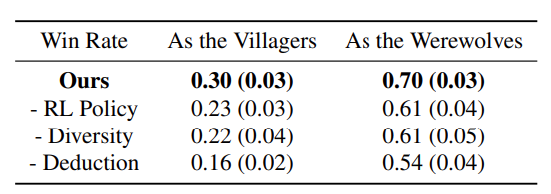 Win Rate As the Villagers As the Werewolves
Ours 0.30 (0.03) 0.70 (0.03)
- RL Policy 0.23 (0.03) 0.61 (0.04)
- Diversity 0.22 (0.04) 0.61 (0.05)
- Deduction 0.16 (0.02) 0.54 (0.04)